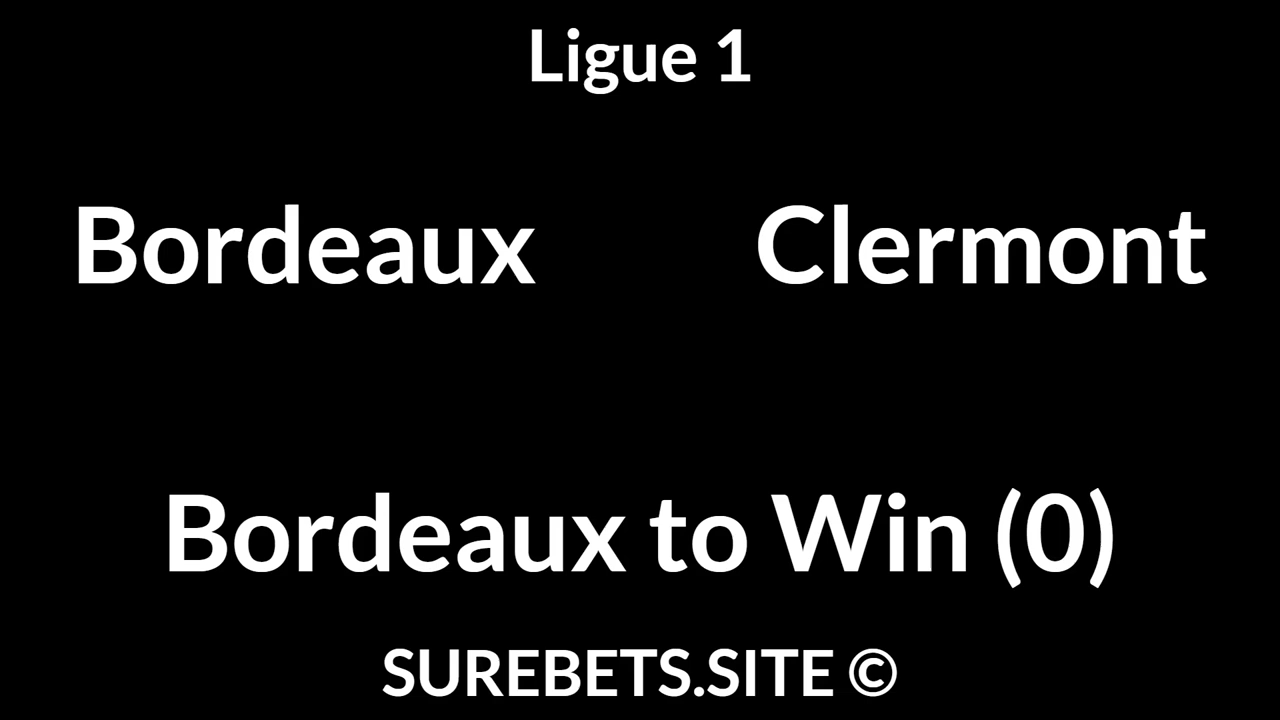 Ligue 1
Bordeaux Clermont
Bordeaux to Win (0)
SUREBETS.SITE ©